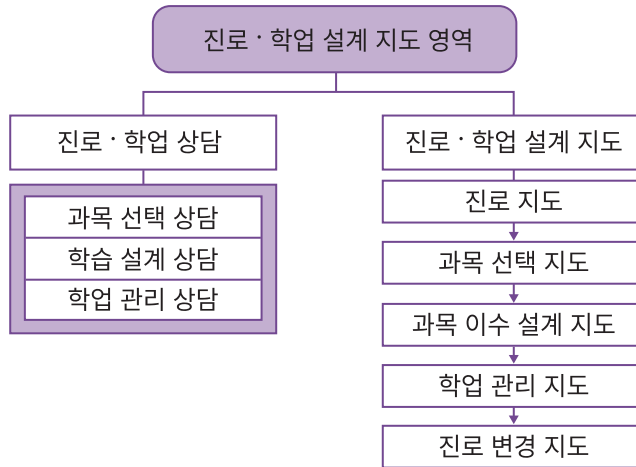 진로 · 학업 설계 지도 영역
진로 · 학업 상담
과목 선택 상담
학습 설계 상담
학업 관리 상담
진로 · 학업 설계 지도
진로 지도
과목 선택 지도
과목 이수 설계 지도
학업 관리 지도
진로 변경 지도